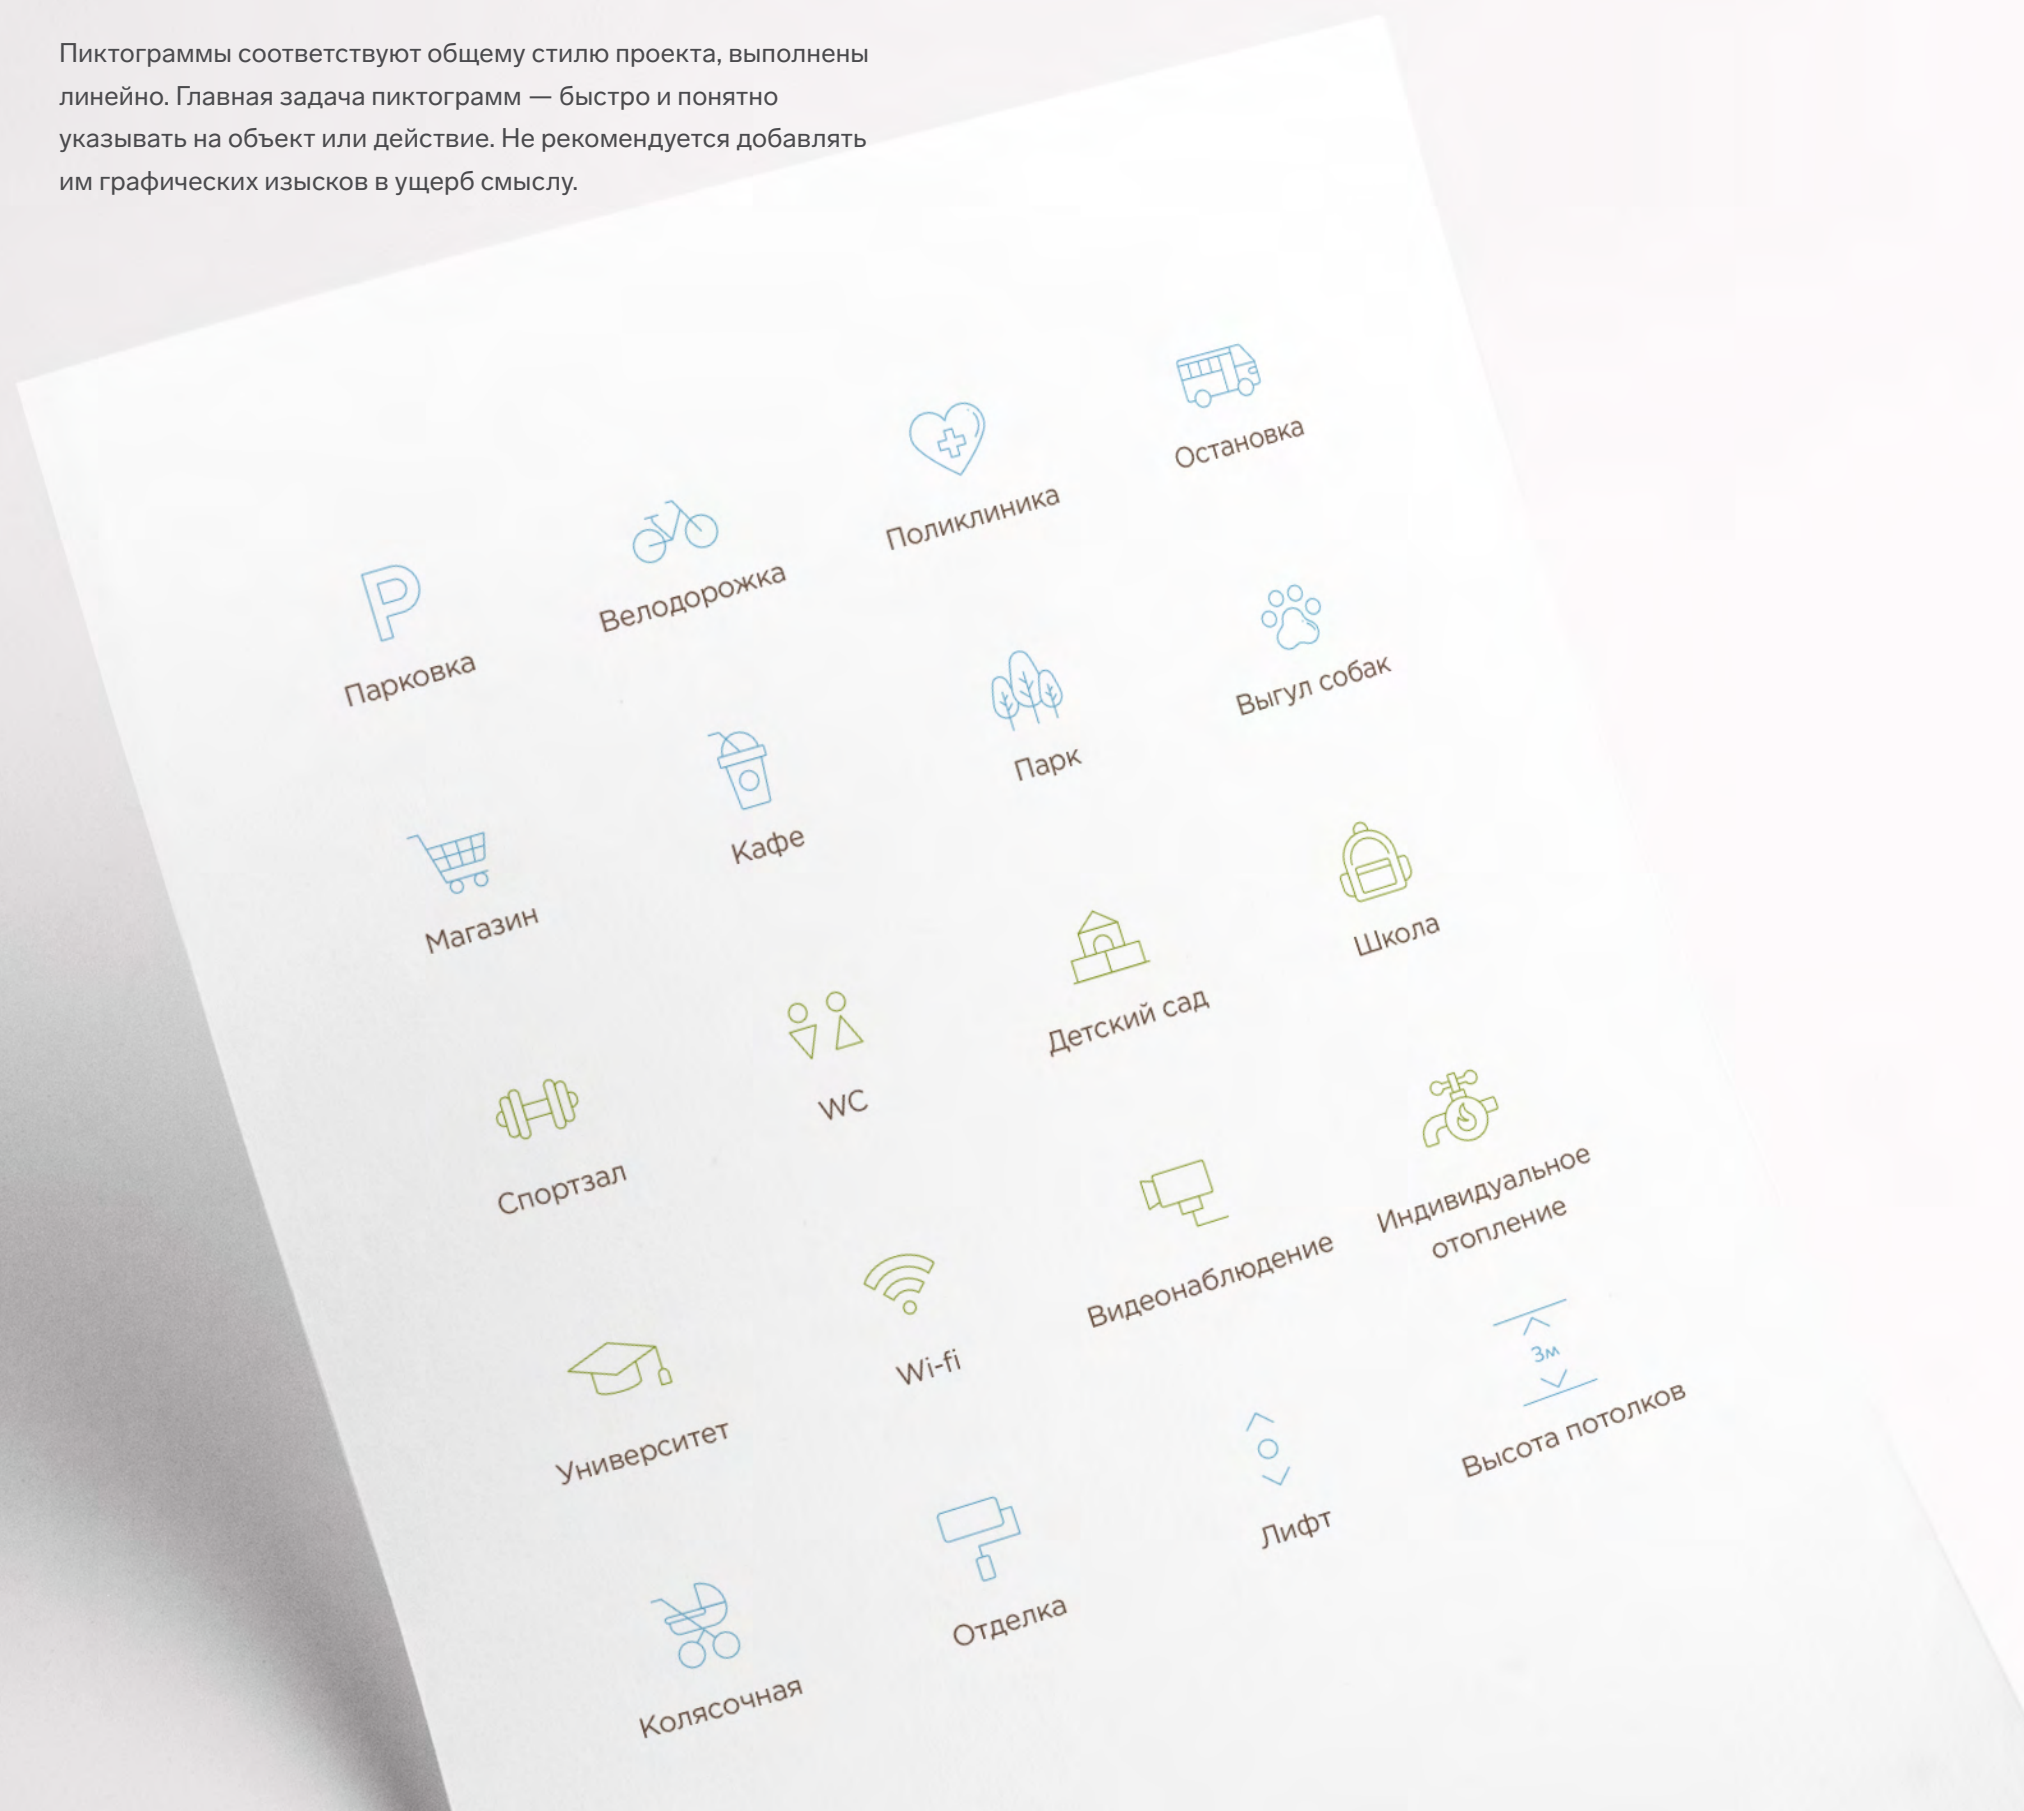 Пиктограммы соответствуют общему стилю проекта, выполнены
линейно. Главная задача пиктограмм — быстро и понятно
указывать на объект или действие. Не рекомендуется добавлять
им графических изысков в ущерб смыслу.
P
Парковка
Велодорожка
Поликлиника
Остановка
Магазин
Кафе
Парк
Выгул собак
Спортзал
WC
Детский сад
Школа
Университет
Wi-fi
Видеонаблюдение
Индивидуальное
отопление
Колясочная
Отделка
Лифт
3м
Высота потолков